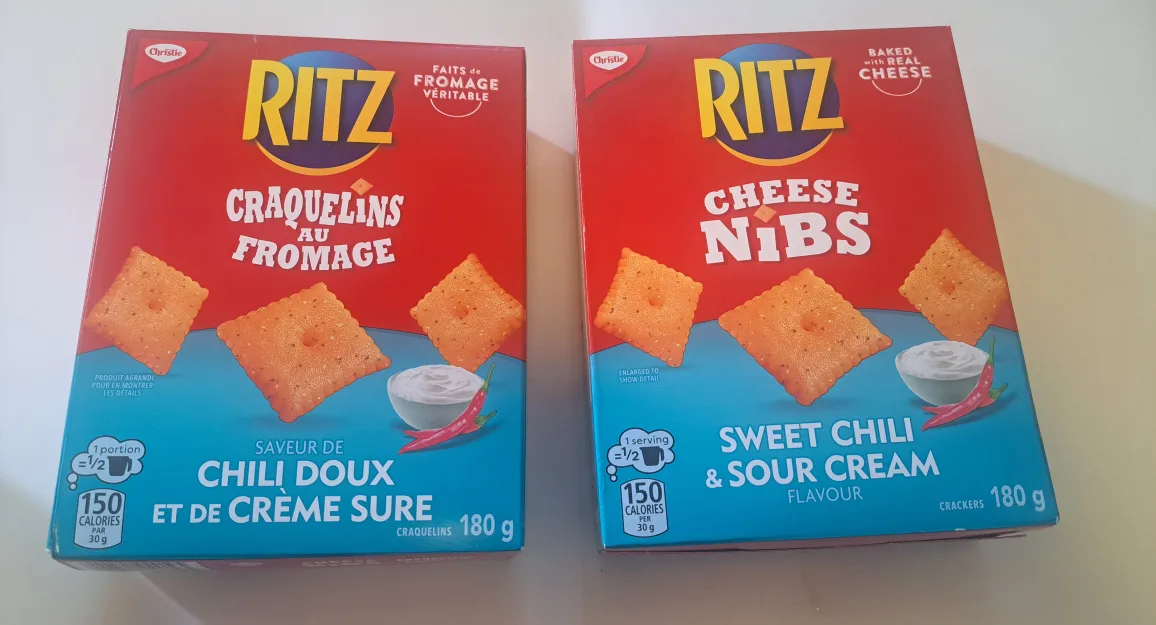 Christie
RITZ
FAITS de
FROMAGE
VÉRITABLE
CRAQUELINS
AU
FROMAGE
PRODUIT AGRANDI
POUR EN MONTRER
LES DÉTAILS
1 portion
=1/2
150
CALORIES
PAR
30 g
SAVEUR DE
CHILI DOUX
ET DE CRÈME SURE
CRAQUELINS 180 g
Christie
RITZ
BAKED
with REAL
CHEESE
CHEESE
NiBS
ENLARGED TO
SHOW DETAIL
1 serving
=1/2
150
CALORIES
PER
30 g
SWEET CHILI
& SOUR CREAM
FLAVOUR
CRACKERS 180 g